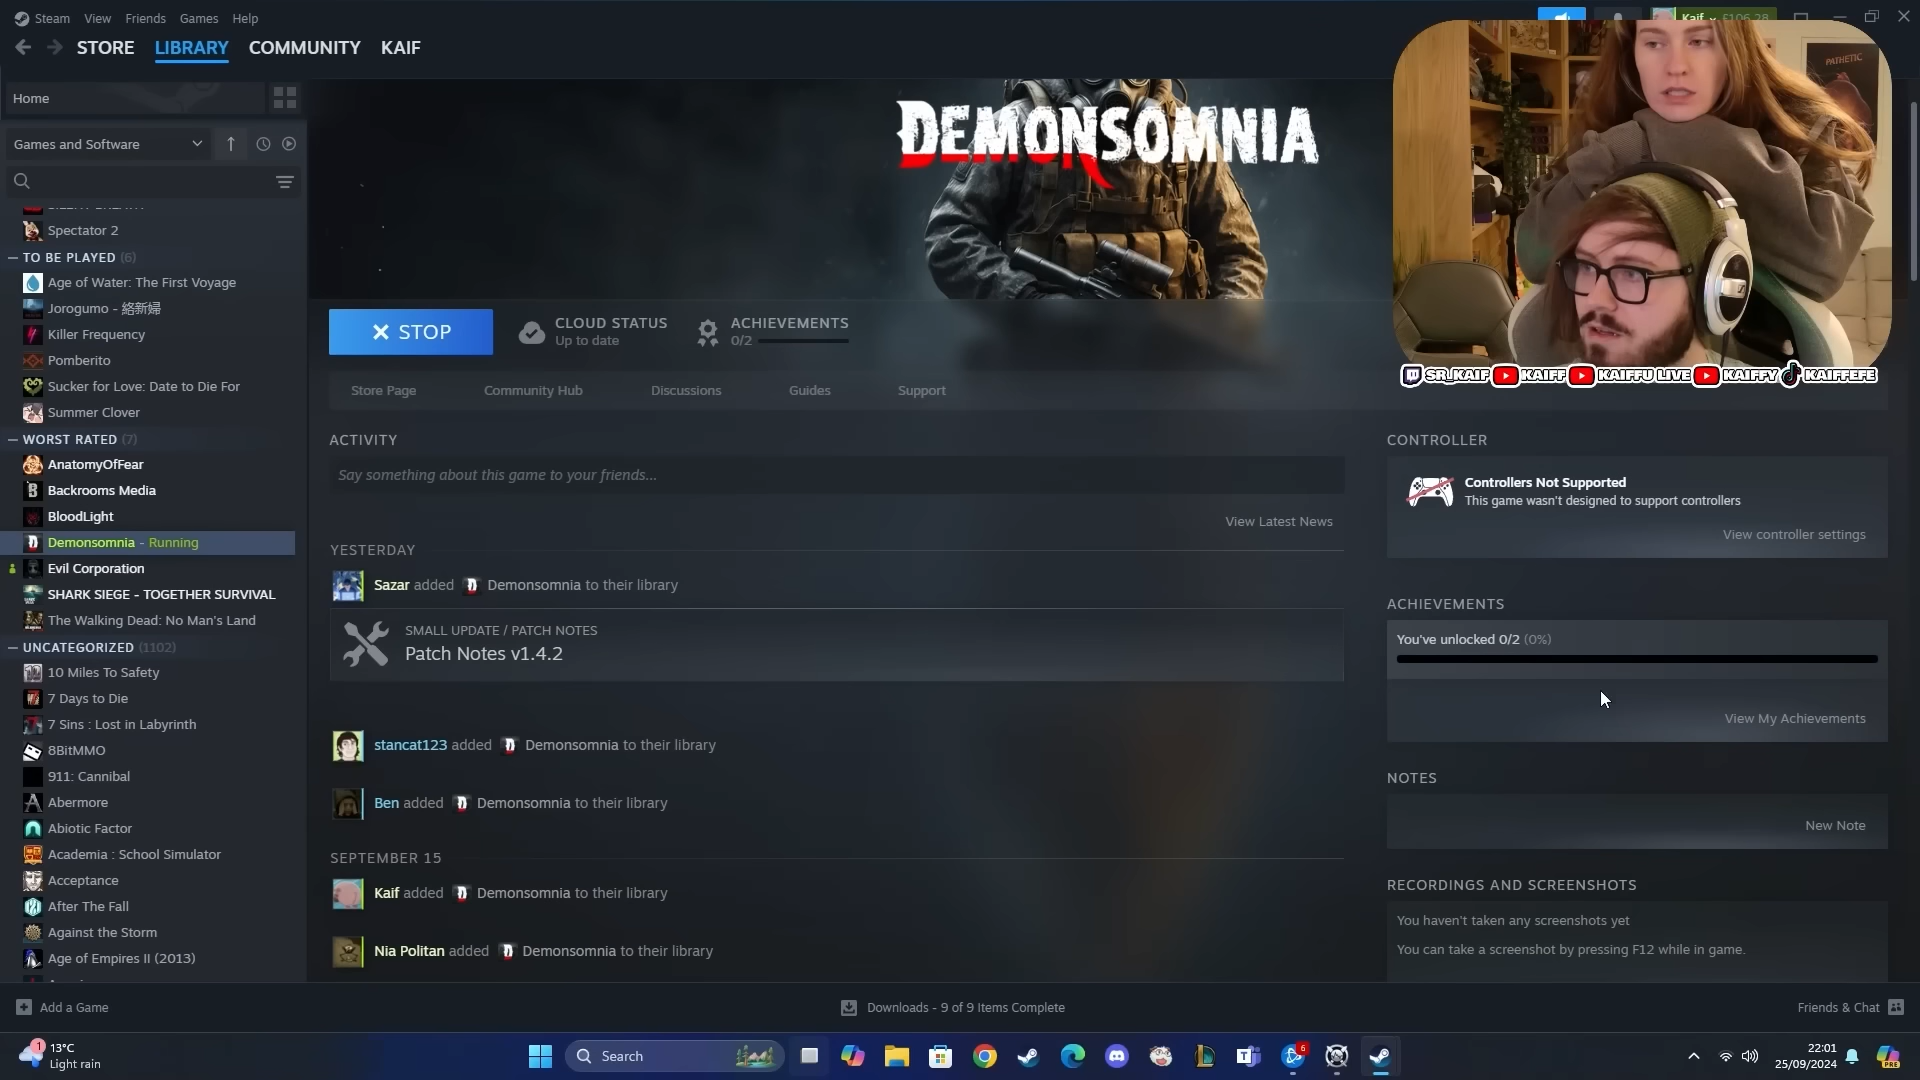 Steam View Friends Games Help
Kaif
STORE LIBRARY COMMUNITY KAIF
Home
Games and Software
Spectator 2
TO BE PLAYED (6)
Age of Water: The First Voyage
Jorogumo - 絡新婦
Killer Frequency
Pomberito
Sucker for Love: Date to Die For
Summer Clover
WORST RATED (7)
AnatomyOfFear
Backrooms Media
BloodLight
Demonsomnia - Running
Evil Corporation
SHARK SIEGE - TOGETHER SURVIVAL
The Walking Dead: No Man's Land
UNCATEGORIZED (1102)
10 Miles To Safety
7 Days to Die
7 Sins : Lost in Labyrinth
8BitMMO
911: Cannibal
Abermore
Abiotic Factor
Academia : School Simulator
Acceptance
After The Fall
Against the Storm
Age of Empires II (2013)
DEMONSOMNIA
STOP
CLOUD STATUS
Up to date
ACHIEVEMENTS
0/2
Store Page Community Hub Discussions Guides Support
ACTIVITY
Say something about this game to your friends...
View Latest News
YESTERDAY
Sazar added Demonsomnia to their library
SMALL UPDATE / PATCH NOTES
Patch Notes v1.4.2
stancat123 added Demonsomnia to their library
Ben added Demonsomnia to their library
SEPTEMBER 15
Kaif added Demonsomnia to their library
Nia Politan added Demonsomnia to their library
PATHETIC
SR_KAIF KAIFF KAIFFU LIVE KAIFFY KAIFFEFE
CONTROLLER
Controllers Not Supported
This game wasn't designed to support controllers
View controller settings
ACHIEVEMENTS
You've unlocked 0/2 (0%)
View My Achievements
NOTES
New Note
RECORDINGS AND SCREENSHOTS
You haven't taken any screenshots yet
You can take a screenshot by pressing F12 while in game.
Add a Game
Downloads - 9 of 9 Items Complete
Friends & Chat
1
13°C
Light rain
Search
6
22:01
25/09/2024
PRE